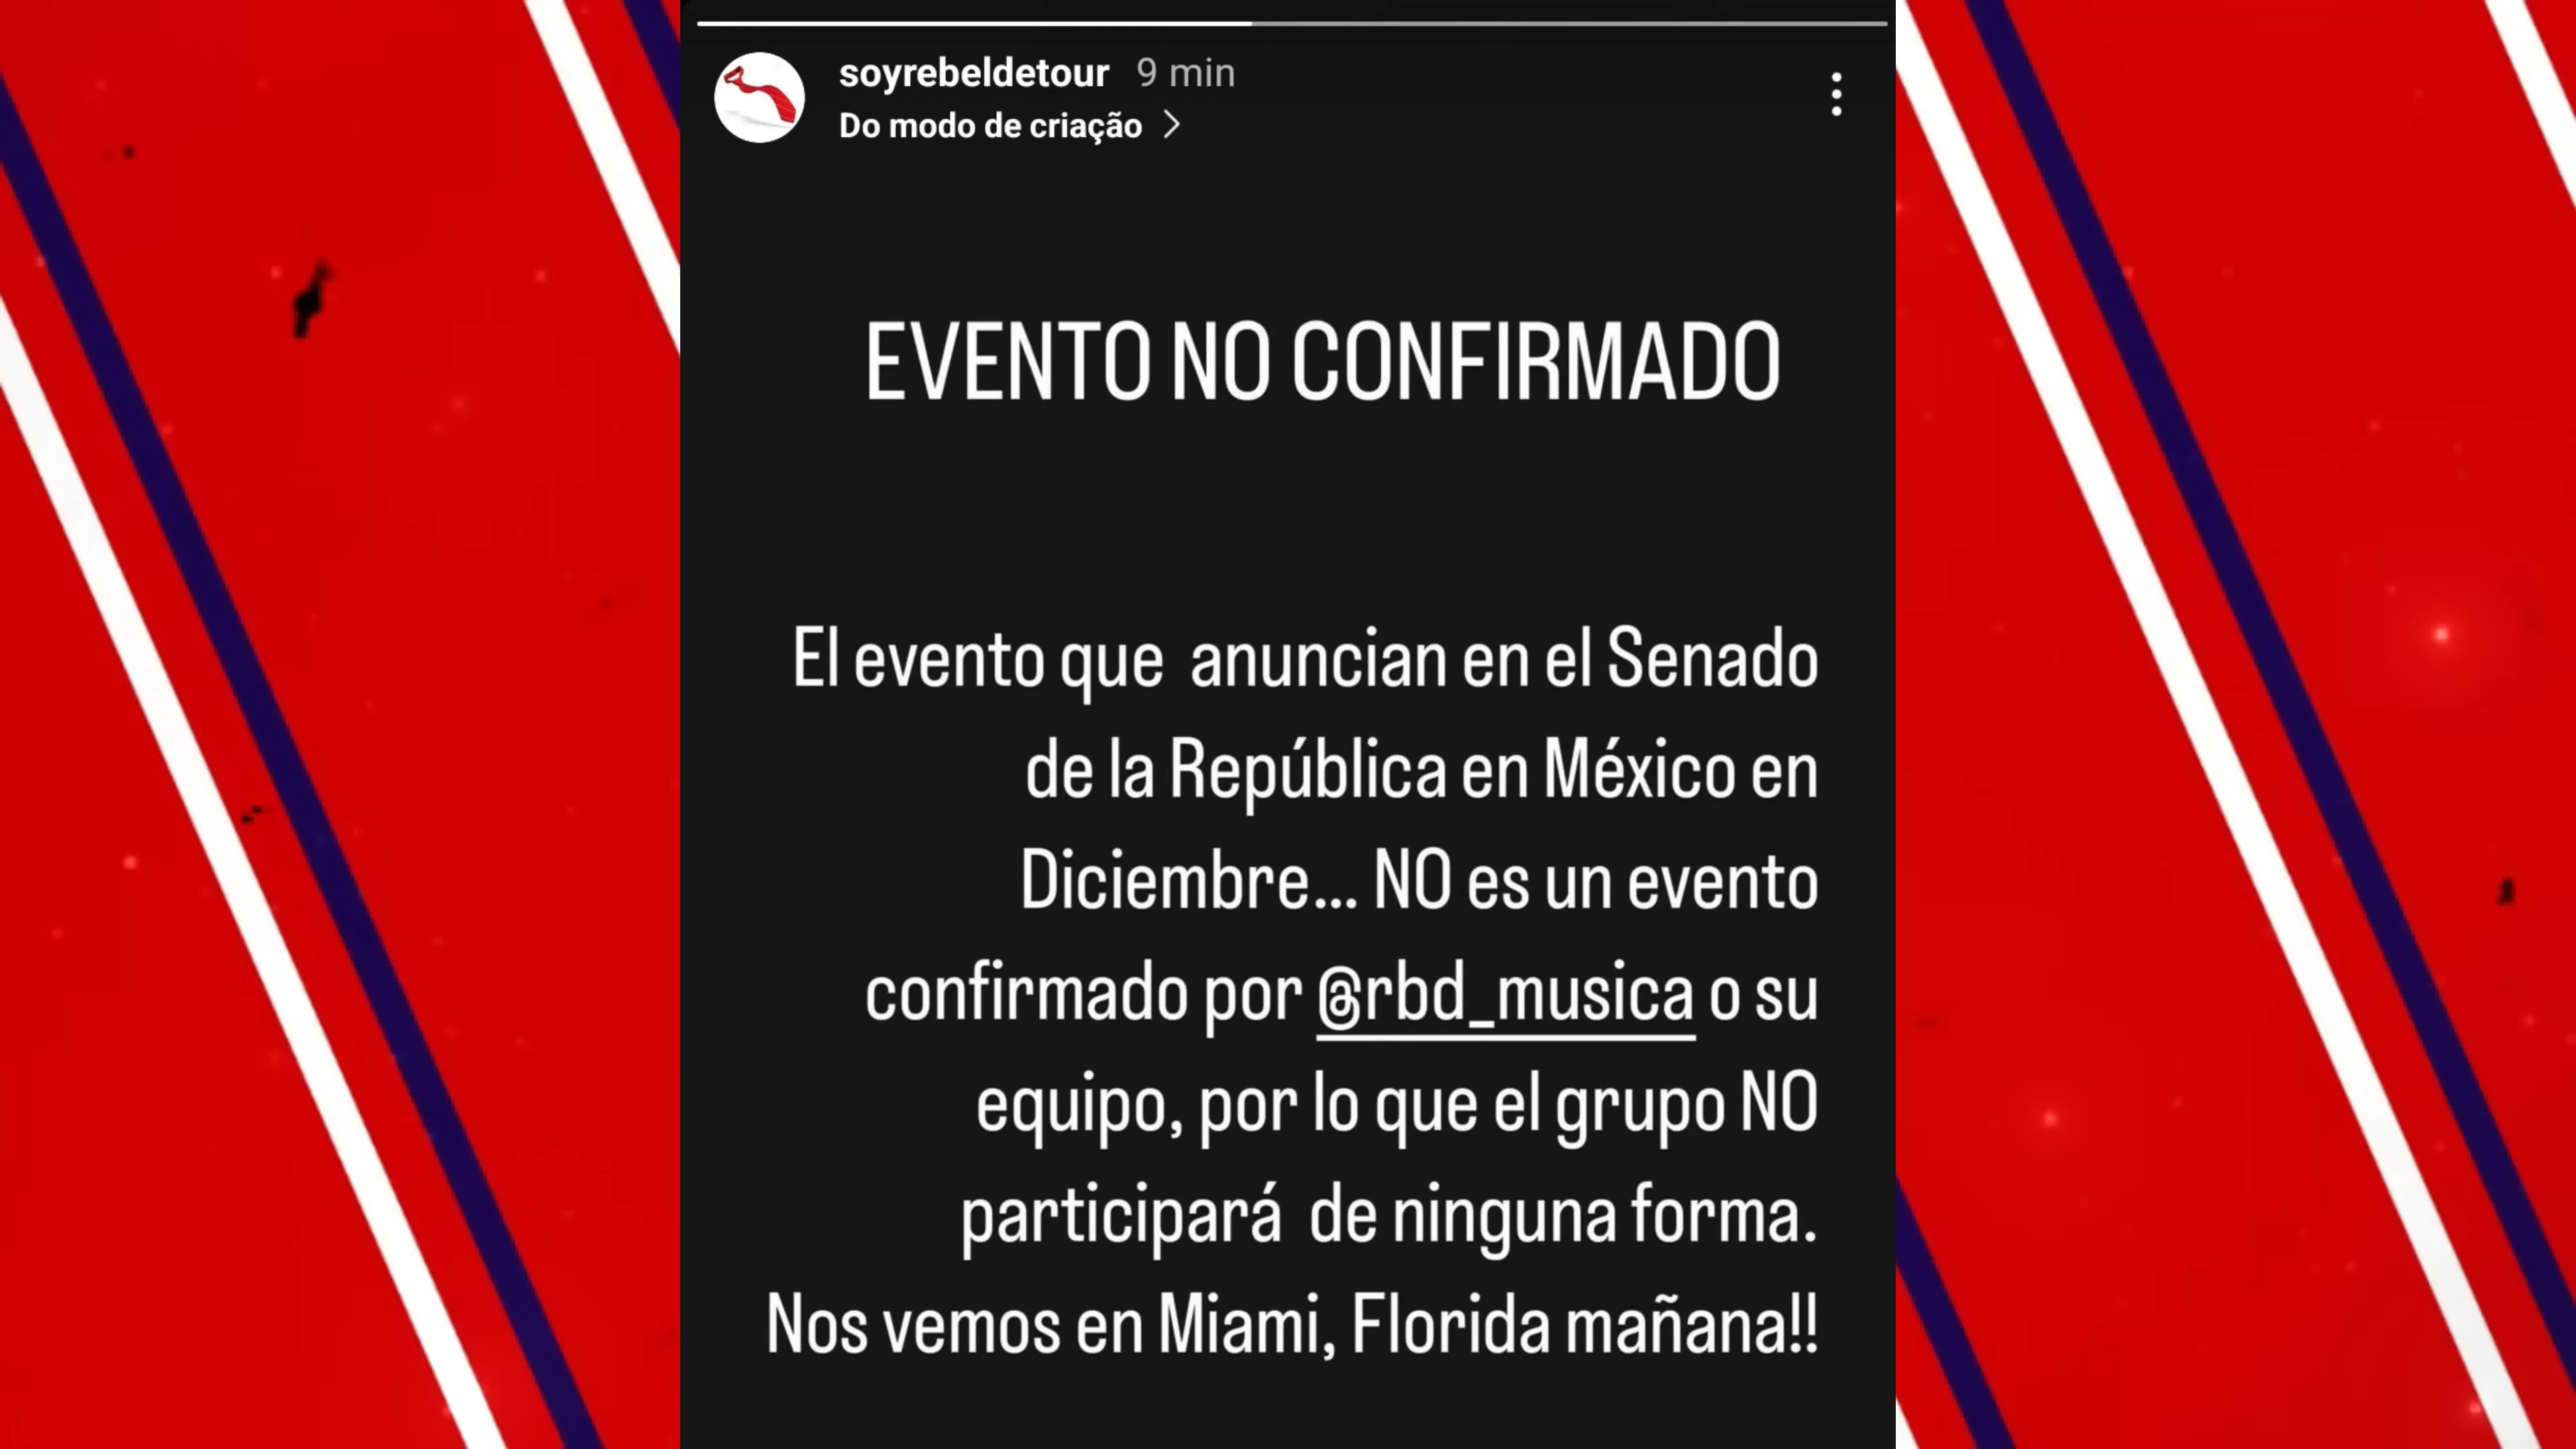 soyrebeldetour 9 min
Do modo de criação
EVENTO NO CONFIRMADO
El evento que anuncian en el Senado
de la República en México en
Diciembre... NO es un evento
confirmado por @rbd_musica o su
equipo, por lo que el grupo NO
participará de ninguna forma.
Nos vemos en Miami, Florida mañana!!